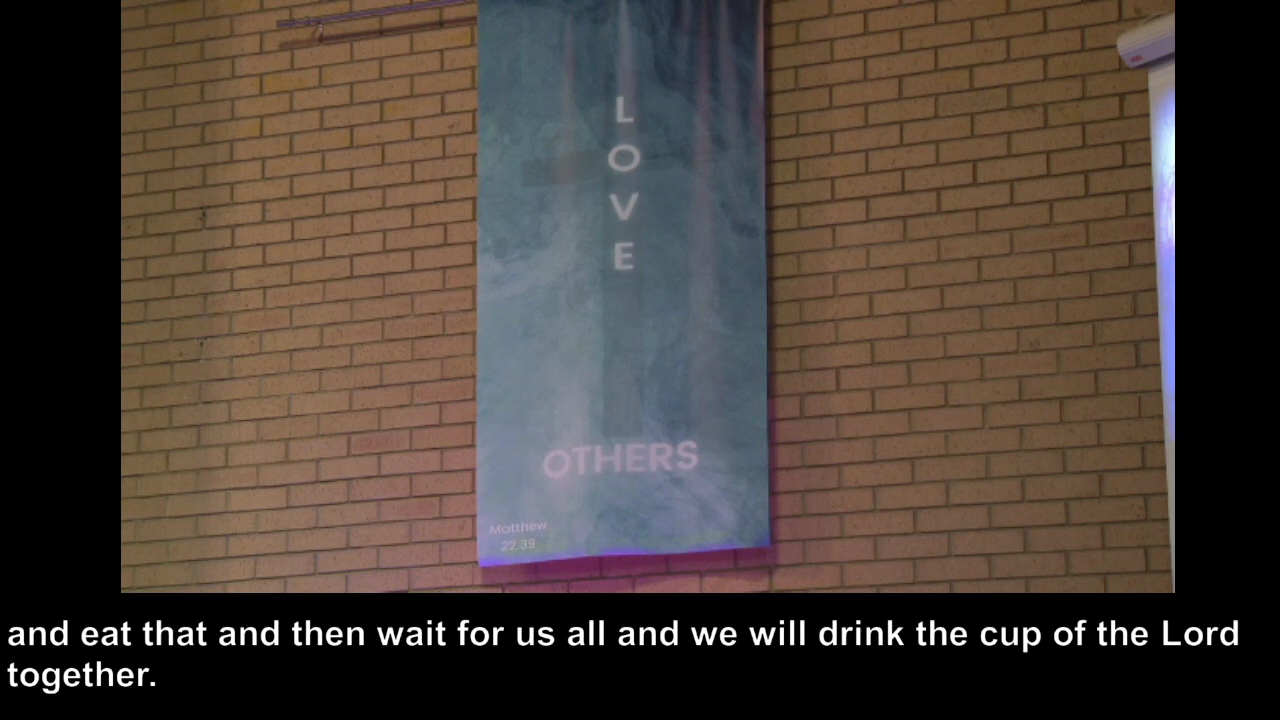 L
O
V
E
OTHERS
Matthew
22:39
and eat that and then wait for us all and we will drink the cup of the Lord
together.